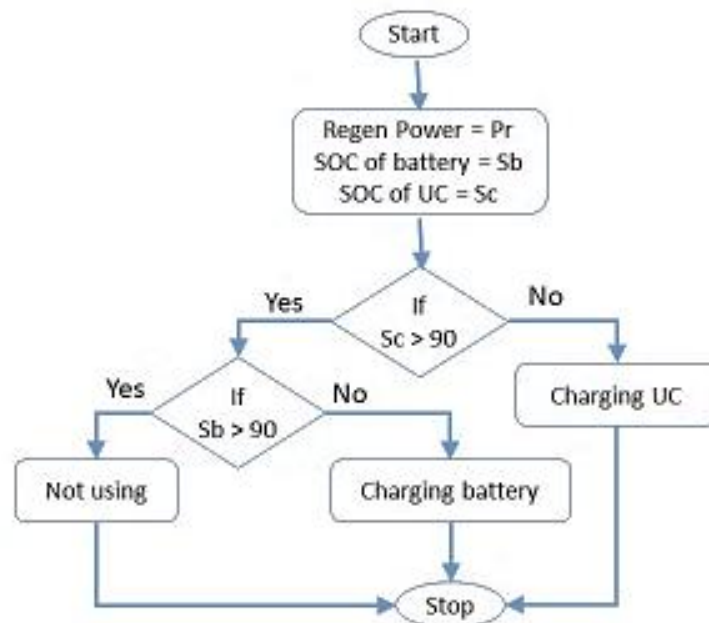 Start
Regen Power = Pr
SOC of battery = Sb
SOC of UC = Sc
If
Sc > 90
Yes
No
Charging UC
If
Sb > 90
Yes
No
Not using
Charging battery
Stop